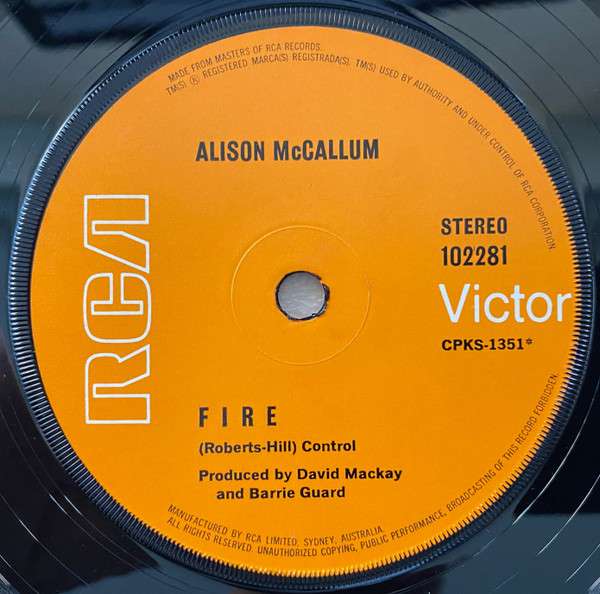 MADE FROM MASTERS OF RCA RECORDS.
TM(S) ® REGISTERED MARCA(S) REGISTRADA(S). TM(S) USED BY AUTHORITY AND UNDER CONTROL OF RCA CORPORATION.
ALISON McCALLUM
RCA
STEREO
102281
Victor
CPKS-1351*
FIRE
(Roberts-Hill) Control
Produced by David Mackay
and Barrie Guard
MANUFACTURED BY RCA LIMITED, SYDNEY, AUSTRALIA.
ALL RIGHTS RESERVED. UNAUTHORIZED COPYING, PUBLIC PERFORMANCE, BROADCASTING OF THIS RECORD FORBIDDEN.